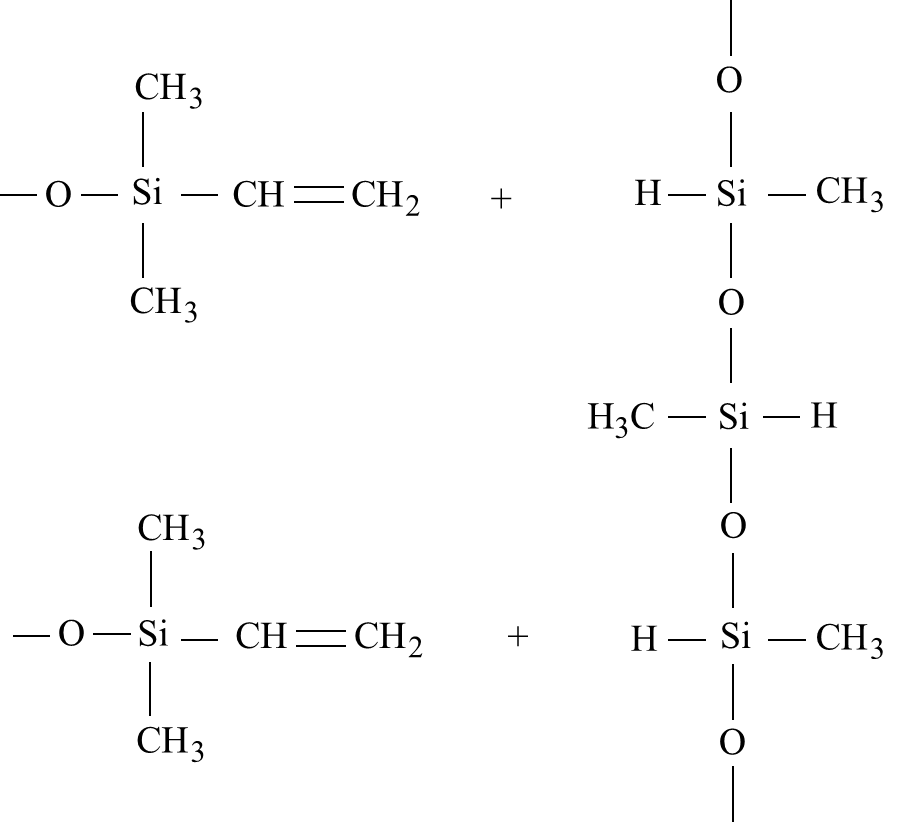 O
CH₃
O Si CH CH₂ + H Si CH₃
CH₃
O
H₃C Si H
CH₃
O
O Si CH CH₂ + H Si CH₃
CH₃
O